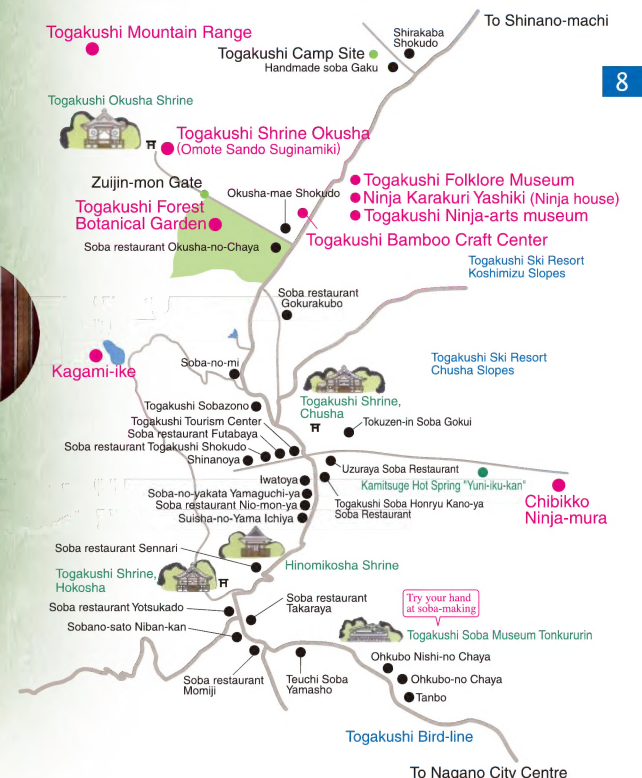 To Shinano-machi
Shirakaba
Shokudo
Togakushi Mountain Range
Togakushi Camp Site
Handmade soba Gaku
8
Togakushi Okusha Shrine
Togakushi Shrine Okusha
(Omote Sando Suginamiki)
Zuijin-mon Gate
Okusha-mae Shokudo
Togakushi Folklore Museum
Ninja Karakuri Yashiki (Ninja house)
Togakushi Ninja-arts museum
Togakushi Forest
Botanical Garden
Togakushi Bamboo Craft Center
Soba restaurant Okusha-no-Chaya
Togakushi Ski Resort
Koshimizu Slopes
Soba restaurant
Gokurakubo
Kagami-ike
Soba-no-mi
Togakushi Ski Resort
Chusha Slopes
Togakushi Shrine,
Chusha
Togakushi Sobazono
Togakushi Tourism Center
Tokuzen-in Soba Gokui
Soba restaurant Futabaya
Soba restaurant Togakushi Shokudo
Shinanoya
Uzuraya Soba Restaurant
Kamitsuge Hot Spring "Yuni-iku-kan"
Iwatoya
Soba-no-yakata Yamaguchi-ya
Soba restaurant Nio-mon-ya
Suisha-no-Yama Ichiya
Togakushi Soba Honryu Kano-ya
Soba Restaurant
Chibikko
Ninja-mura
Soba restaurant Sennari
Hinomikosha Shrine
Togakushi Shrine,
Hokosha
Soba restaurant Yotsukado
Soba restaurant
Takaraya
Try your hand
at soba-making
Sobano-sato Niban-kan
Togakushi Soba Museum Tonkururin
Ohkubo Nishi-no Chaya
Soba restaurant
Momiji
Teuchi Soba
Yamasho
Ohkubo-no Chaya
Tanbo
Togakushi Bird-line
To Nagano City Centre